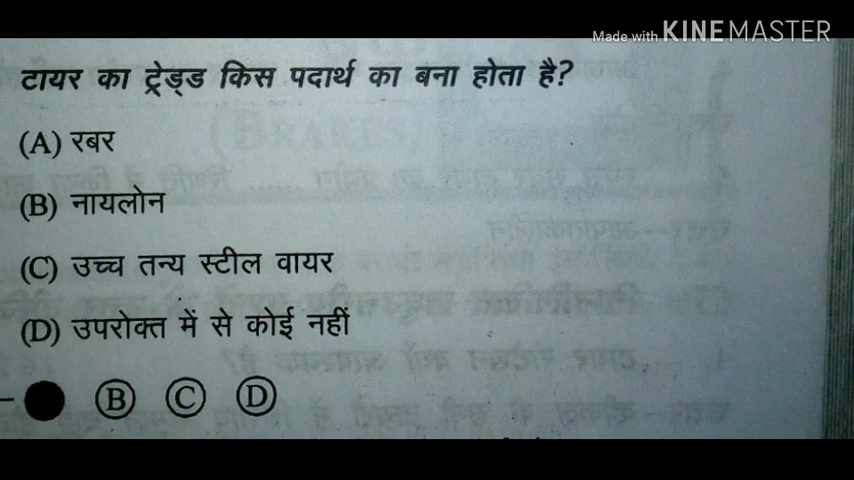 Made with KINEMASTER
टायर का ट्रेड्ड किस पदार्थ का बना होता है?
(A) रबर
(B) नायलोन
(C) उच्च तन्य स्टील वायर
(D) उपरोक्त में से कोई नहीं
B C D